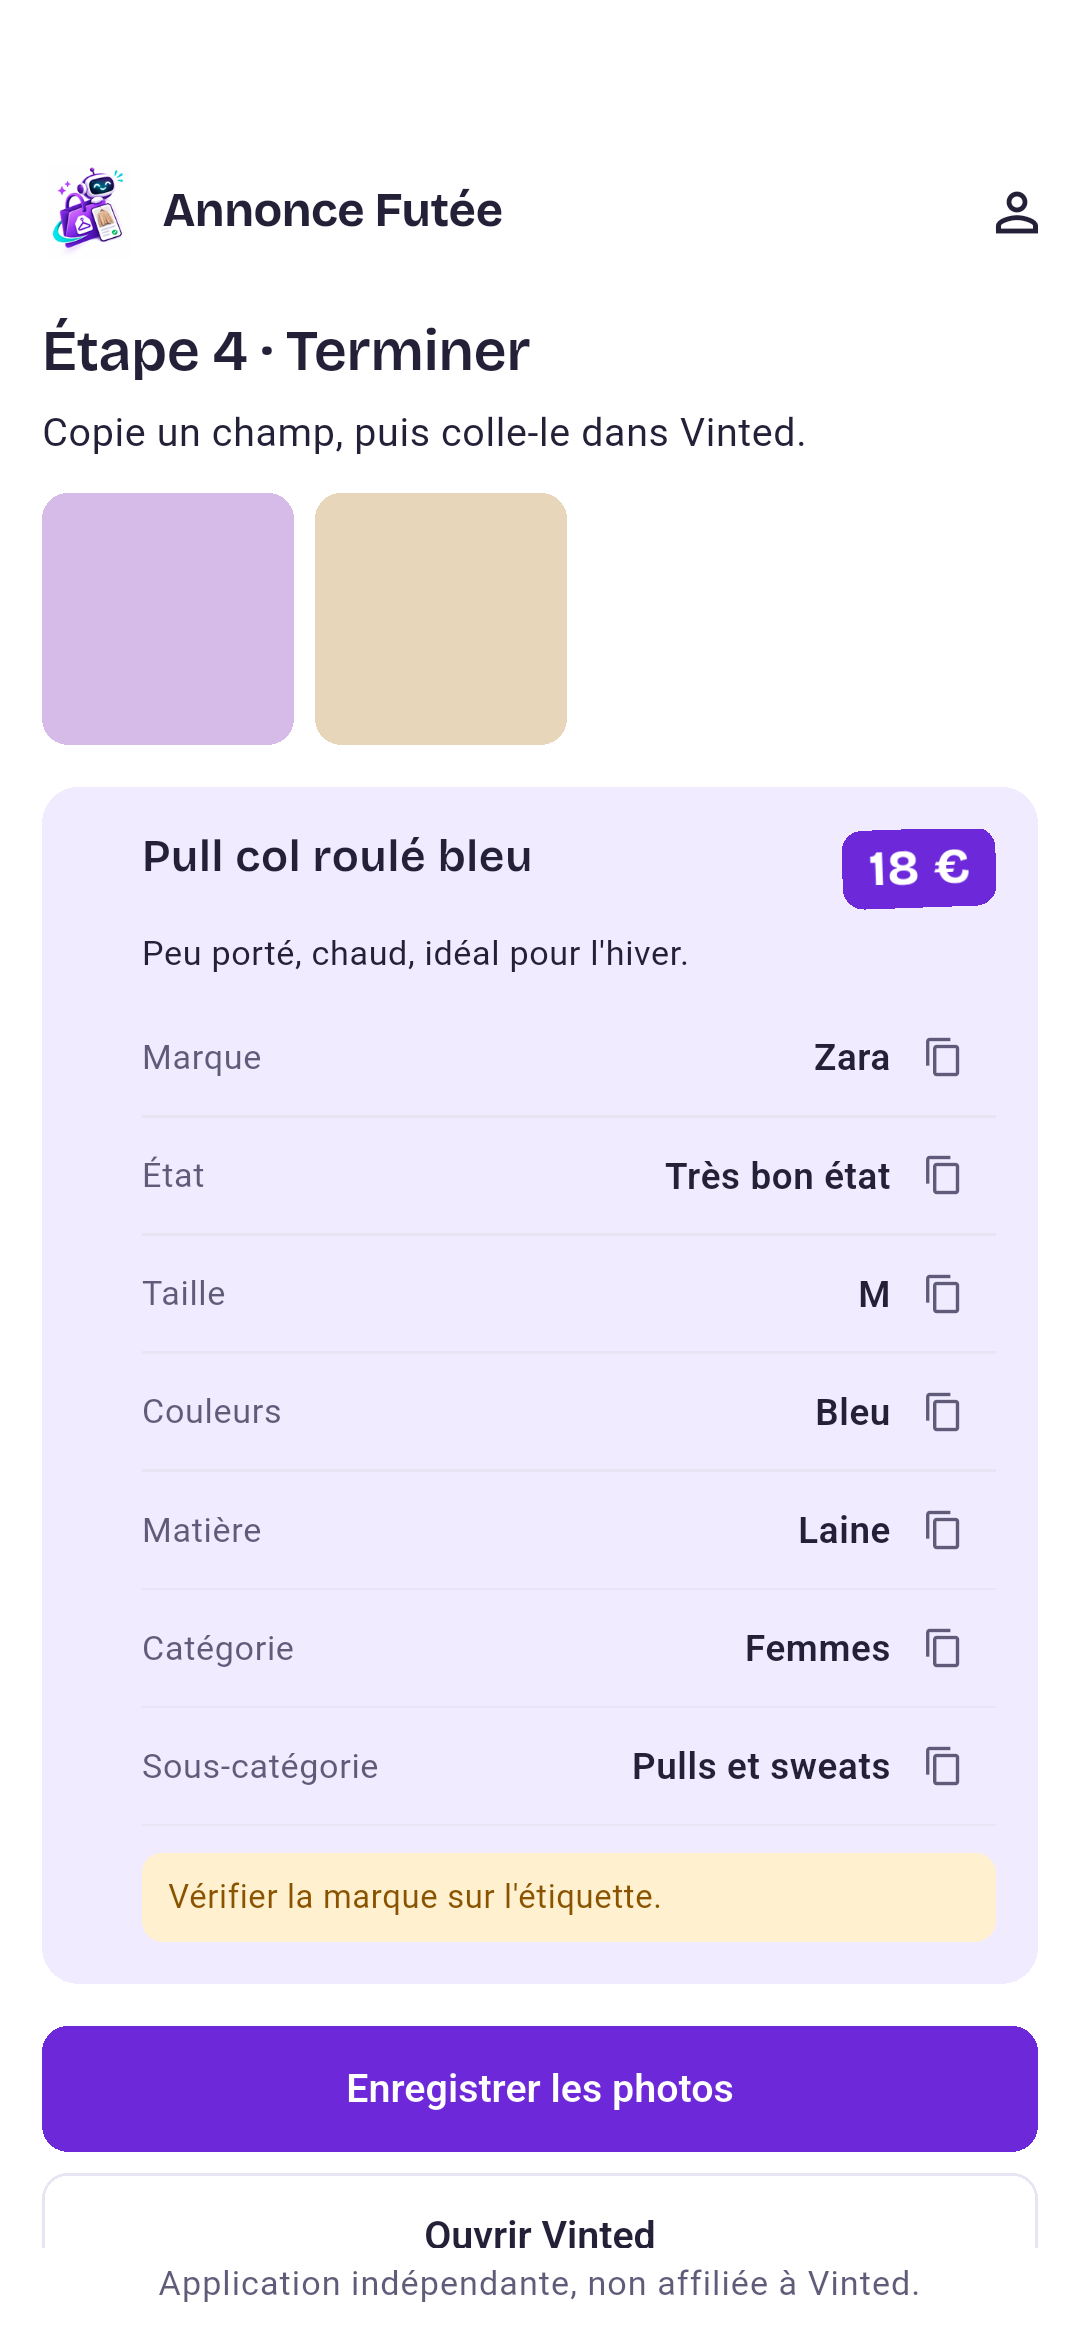 Annonce Futée
Étape 4 · Terminer
Copie un champ, puis colle-le dans Vinted.
Pull col roulé bleu
18 €
Peu porté, chaud, idéal pour l'hiver.
Marque Zara
État Très bon état
Taille M
Couleurs Bleu
Matière Laine
Catégorie Femmes
Sous-catégorie Pulls et sweats
Vérifier la marque sur l'étiquette.
Enregistrer les photos
Ouvrir Vinted
Application indépendante, non affiliée à Vinted.